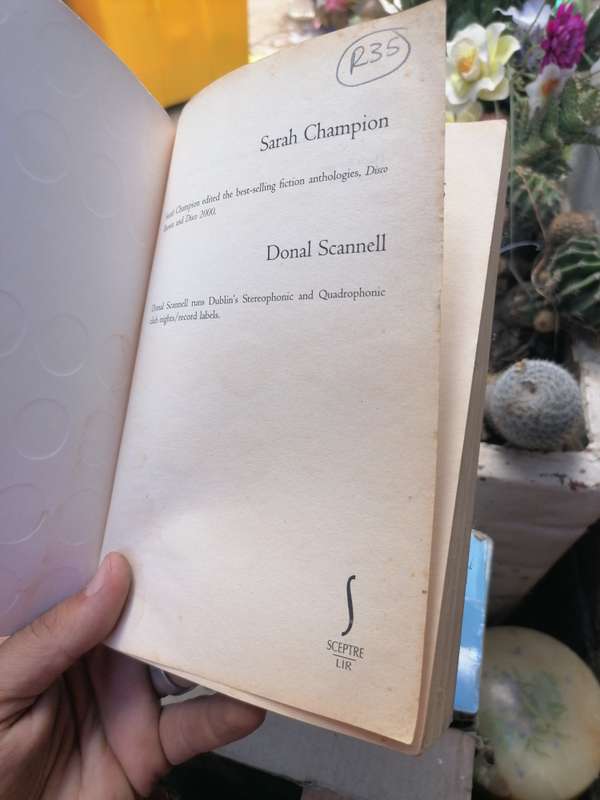 R35
Sarah Champion
Sarah Champion edited the best-selling fiction anthologies, Disco
and Disco 2000.
Donal Scannell
Donal Scannell runs Dublin's Stereophonic and Quadrophonic
club nights/record labels.
SCEPTRE
LIR